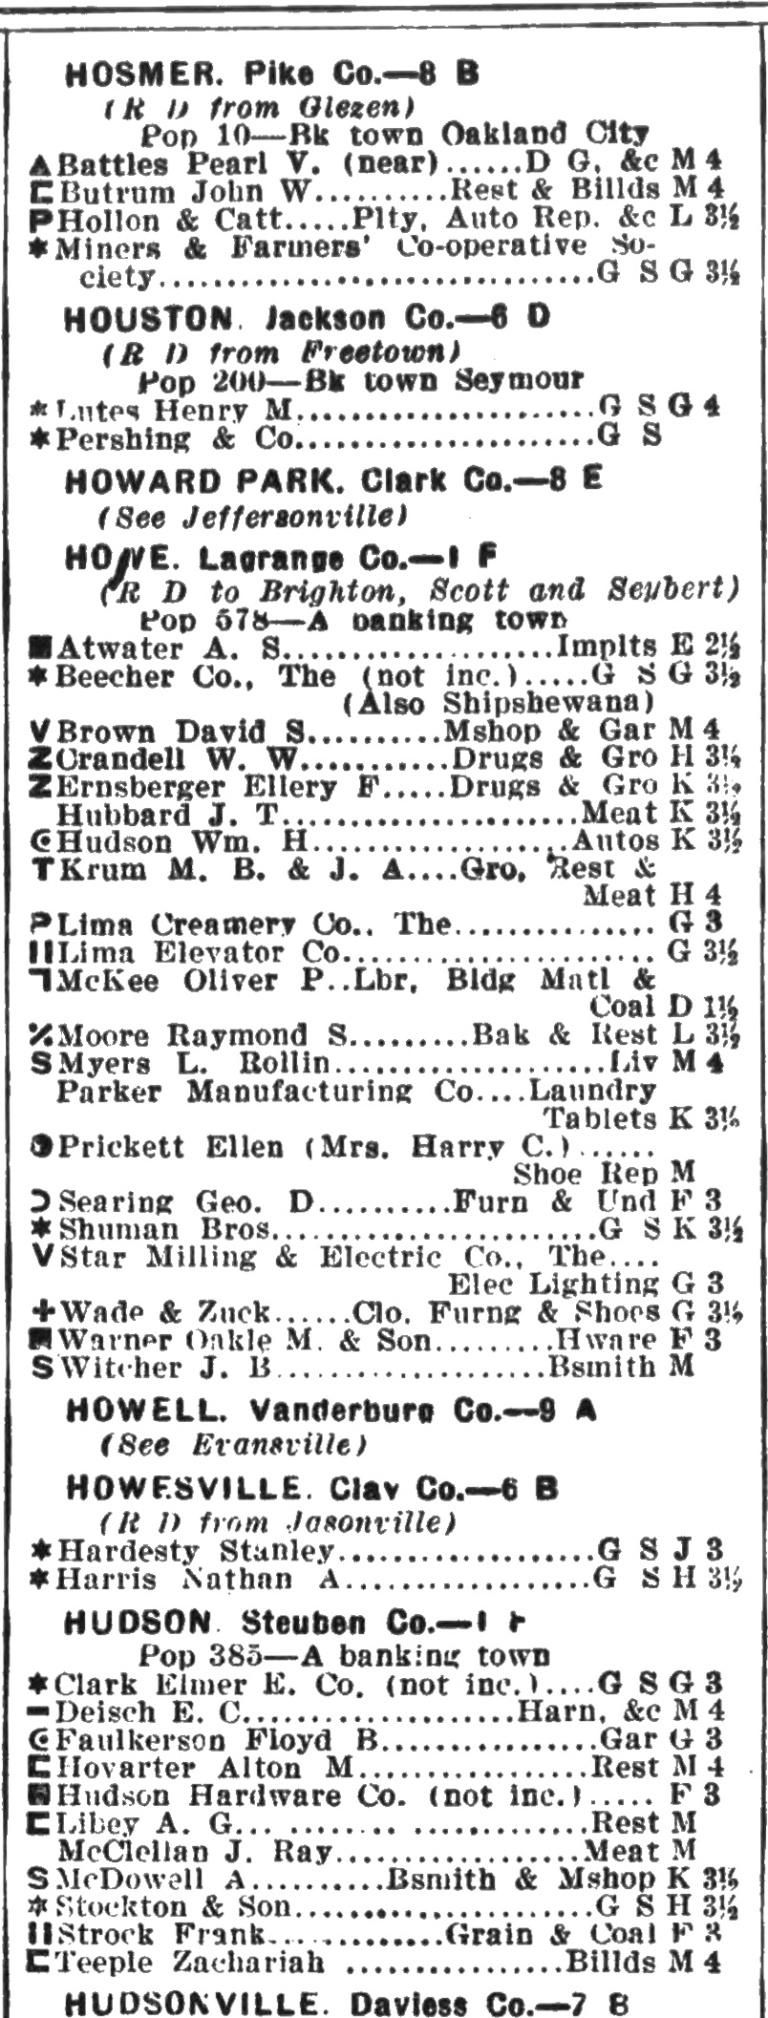 HOSMER. Pike Co.—8 B
(R D from Glezen)
Pop 10—Bk town Oakland City
▲Battles Pearl V. (near)......D G, &c M 4
⊏Butrum John W..........Rest & Billds M 4
PHollon & Catt.....Plty, Auto Rep. &c L 3½
*Miners & Farmers' Co-operative So-
ciety................................G S G 3½
HOUSTON. Jackson Co.—6 D
(R D from Freetown)
Pop 200—Bk town Seymour
*Lutes Henry M......................G S G 4
*Pershing & Co......................G S
HOWARD PARK. Clark Co.—8 E
(See Jeffersonville)
HOWE. Lagrange Co.—1 F
(R D to Brighton, Scott and Seybert)
Pop 578—A banking town
■Atwater A. S....................Implts E 2½
*Beecher Co., The (not inc.).....G S G 3½
(Also Shipshewana)
VBrown David S..........Mshop & Gar M 4
ZCrandell W. W...........Drugs & Gro H 3½
ZErnsberger Ellery F.....Drugs & Gro K 3½
Hubbard J. T......................Meat K 3½
CHudson Wm. H...................Autos K 3½
TKrum M. B. & J. A....Gro, Rest &
Meat H 4
PLima Creamery Co., The............... G 3
||Lima Elevator Co....................... G 3½
⅂McKee Oliver P..Lbr, Bldg Matl &
Coal D 1½
٪Moore Raymond S.........Bak & Rest L 3½
SMyers L. Rollin.....................Liv M 4
Parker Manufacturing Co....Laundry
Tablets K 3½
●Prickett Ellen (Mrs. Harry C.)......
Shoe Rep M
ↃSearing Geo. D..........Furn & Und F 3
*Shuman Bros........................G S K 3½
VStar Milling & Electric Co., The....
Elec Lighting G 3
+Wade & Zuck......Clo, Furng & Shoes G 3½
■Warner Oakle M. & Son.........Hware F 3
SWitcher J. B....................Bsmith M
HOWELL. Vanderburg Co.—9 A
(See Evansville)
HOWESVILLE. Clay Co.—6 B
(R D from Jasonville)
*Hardesty Stanley...................G S J 3
*Harris Nathan A..................G S H 3½
HUDSON. Steuben Co.—1 F
Pop 385—A banking town
*Clark Elmer E. Co. (not inc.)....G S G 3
–Deisch E. C....................Harn, &c M 4
CFaulkerson Floyd B................Gar G 3
⊏Hovarter Alton M.................Rest M 4
■Hudson Hardware Co. (not inc.)..... F 3
⊏Libey A. G... ........ .............Rest M
McClellan J. Ray..................Meat M
SMcDowell A..........Bsmith & Mshop K 3½
*Stockton & Son......................G S H 3½
||Strock Frank.............Grain & Coal F 3
⊏Teeple Zachariah ................Billds M 4
HUDSONVILLE. Daviess Co.—7 B